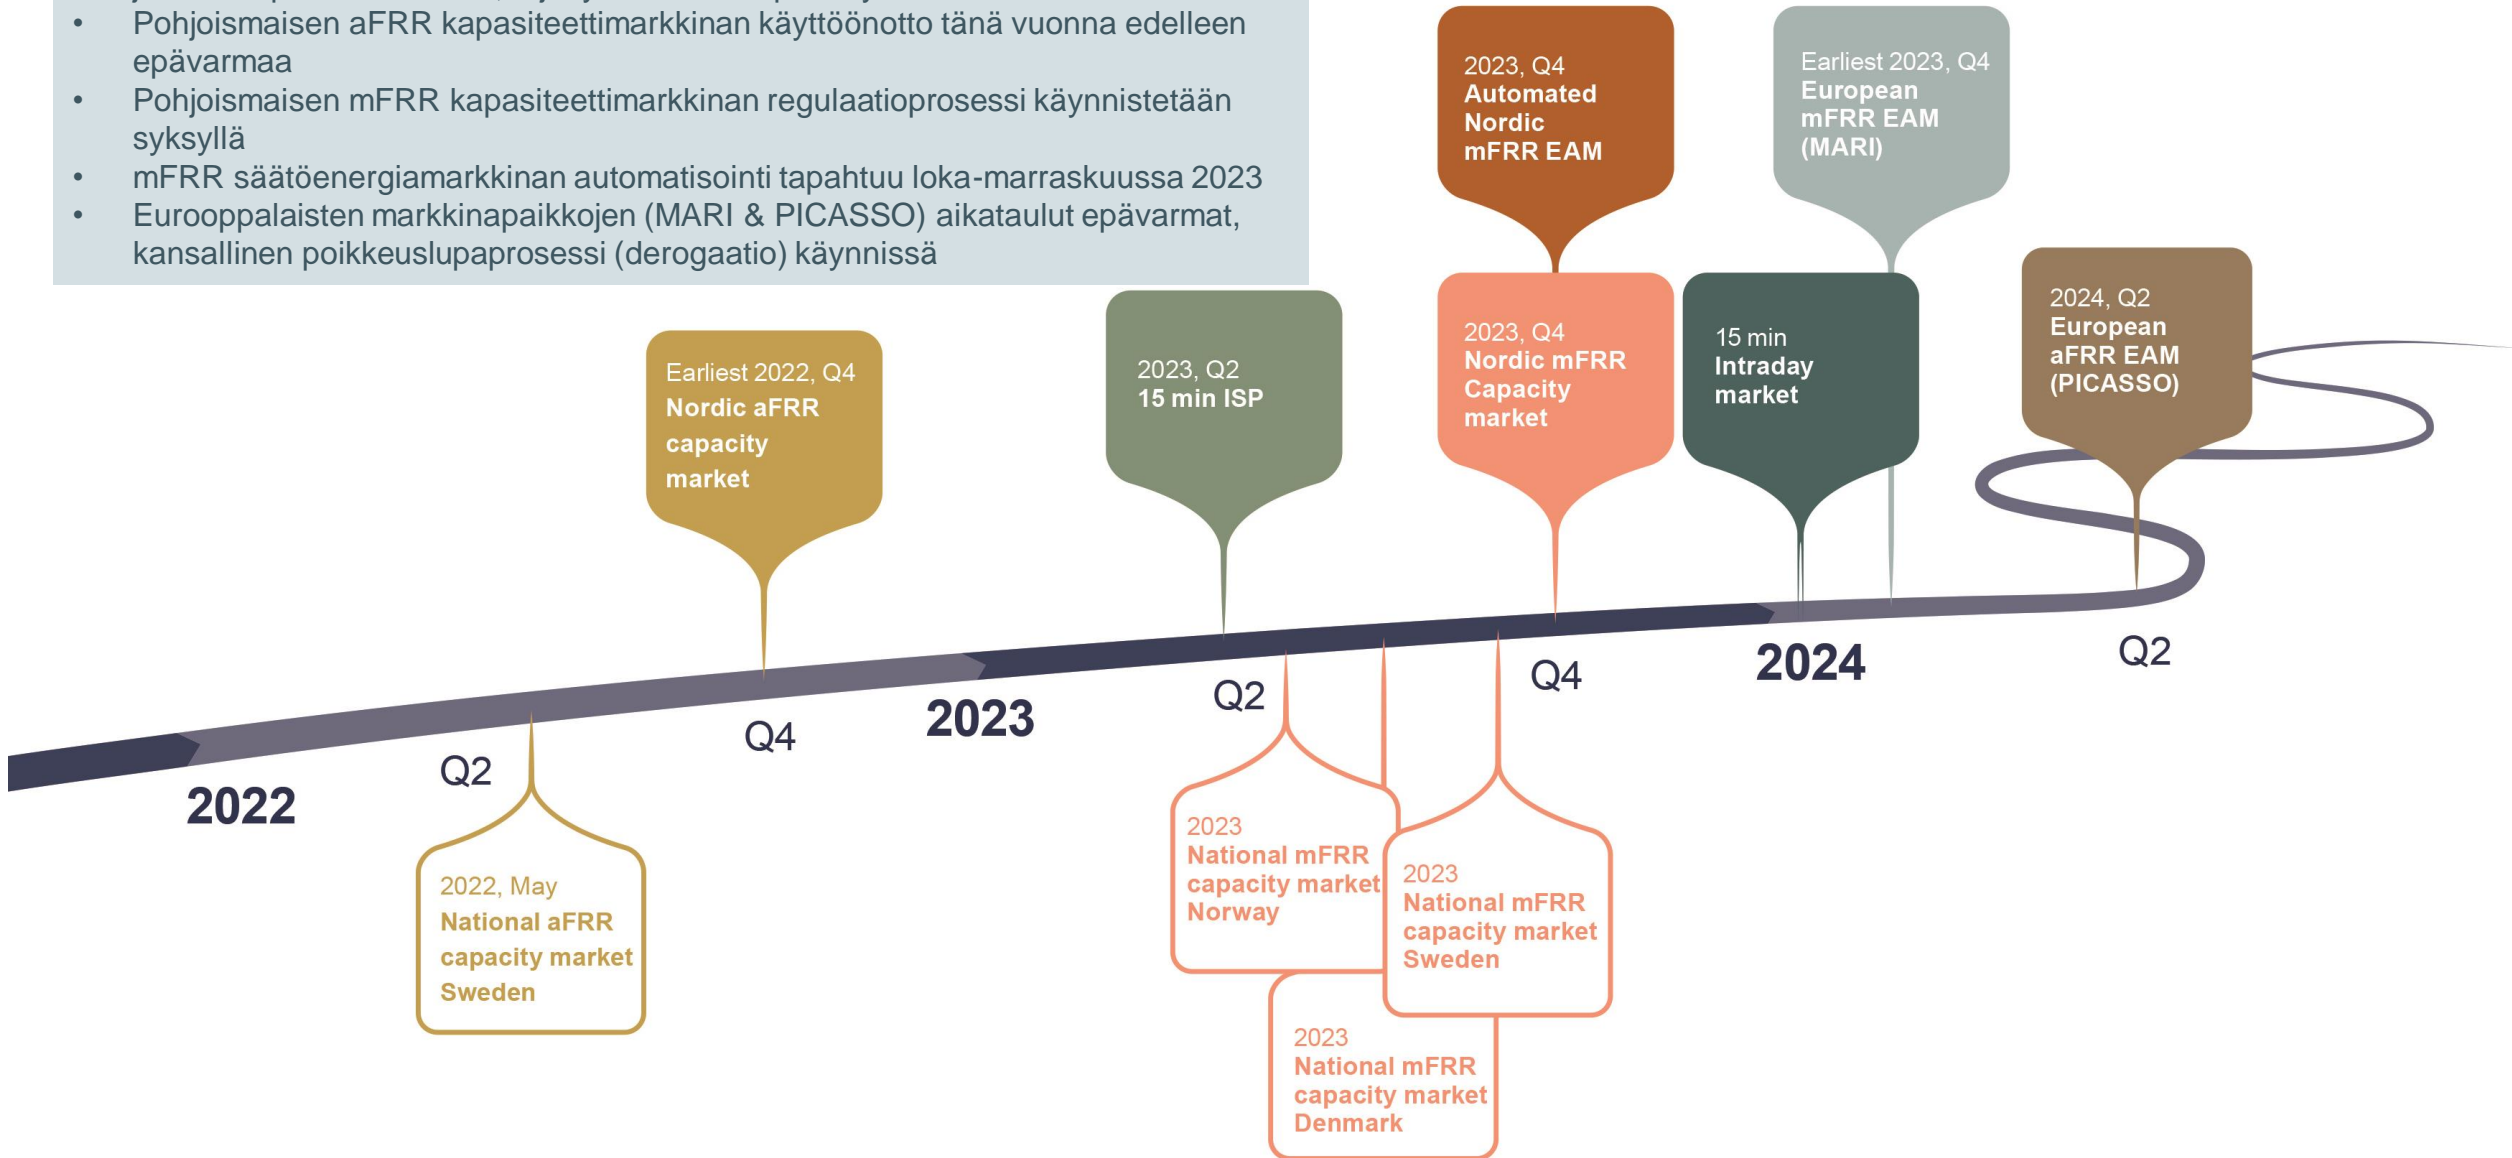 • Pohjoismaisen aFRR kapasiteettimarkkinan käyttöönotto tänä vuonna edelleen
epävarmaa
• Pohjoismaisen mFRR kapasiteettimarkkinan regulaatioprosessi käynnistetään
syksyllä
• mFRR säätöenergiamarkkinan automatisointi tapahtuu loka-marraskuussa 2023
• Eurooppalaisten markkinapaikkojen (MARI & PICASSO) aikataulut epävarmat,
kansallinen poikkeuslupaprosessi (derogaatio) käynnissä
2023, Q4
Automated
Nordic
mFRR EAM
Earliest 2023, Q4
European
mFRR EAM
(MARI)
Earliest 2022, Q4
Nordic aFRR
capacity
market
2023, Q2
15 min ISP
2023, Q4
Nordic mFRR
Capacity
market
15 min
Intraday
market
2024, Q2
European
aFRR EAM
(PICASSO)
2022
Q2
Q4
2023
Q2
Q4
2024
Q2
2022, May
National aFRR
capacity market
Sweden
2023
National mFRR
capacity market
Norway
2023
National mFRR
capacity market
Sweden
2023
National mFRR
capacity market
Denmark